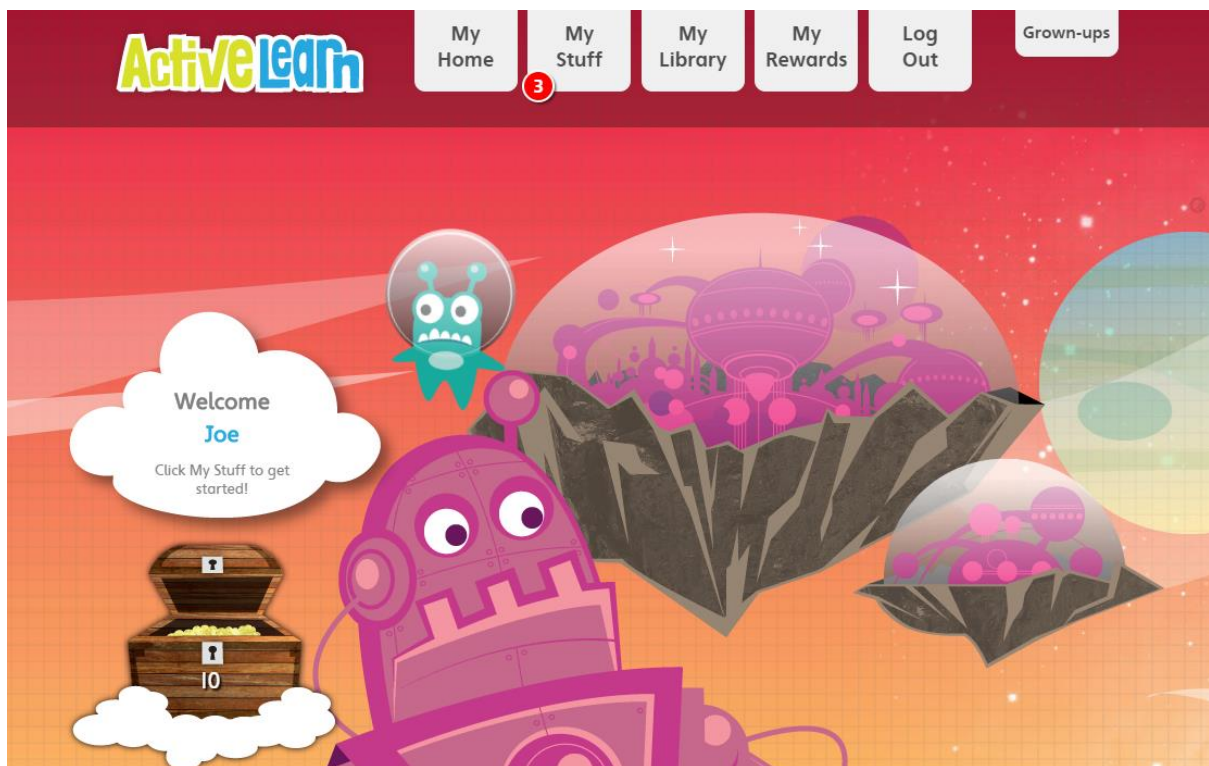 ActiveLearn
My
Home
My
Stuff
3
My
Library
My
Rewards
Log
Out
Grown-ups
Welcome
Joe
Click My Stuff to get
started!
10